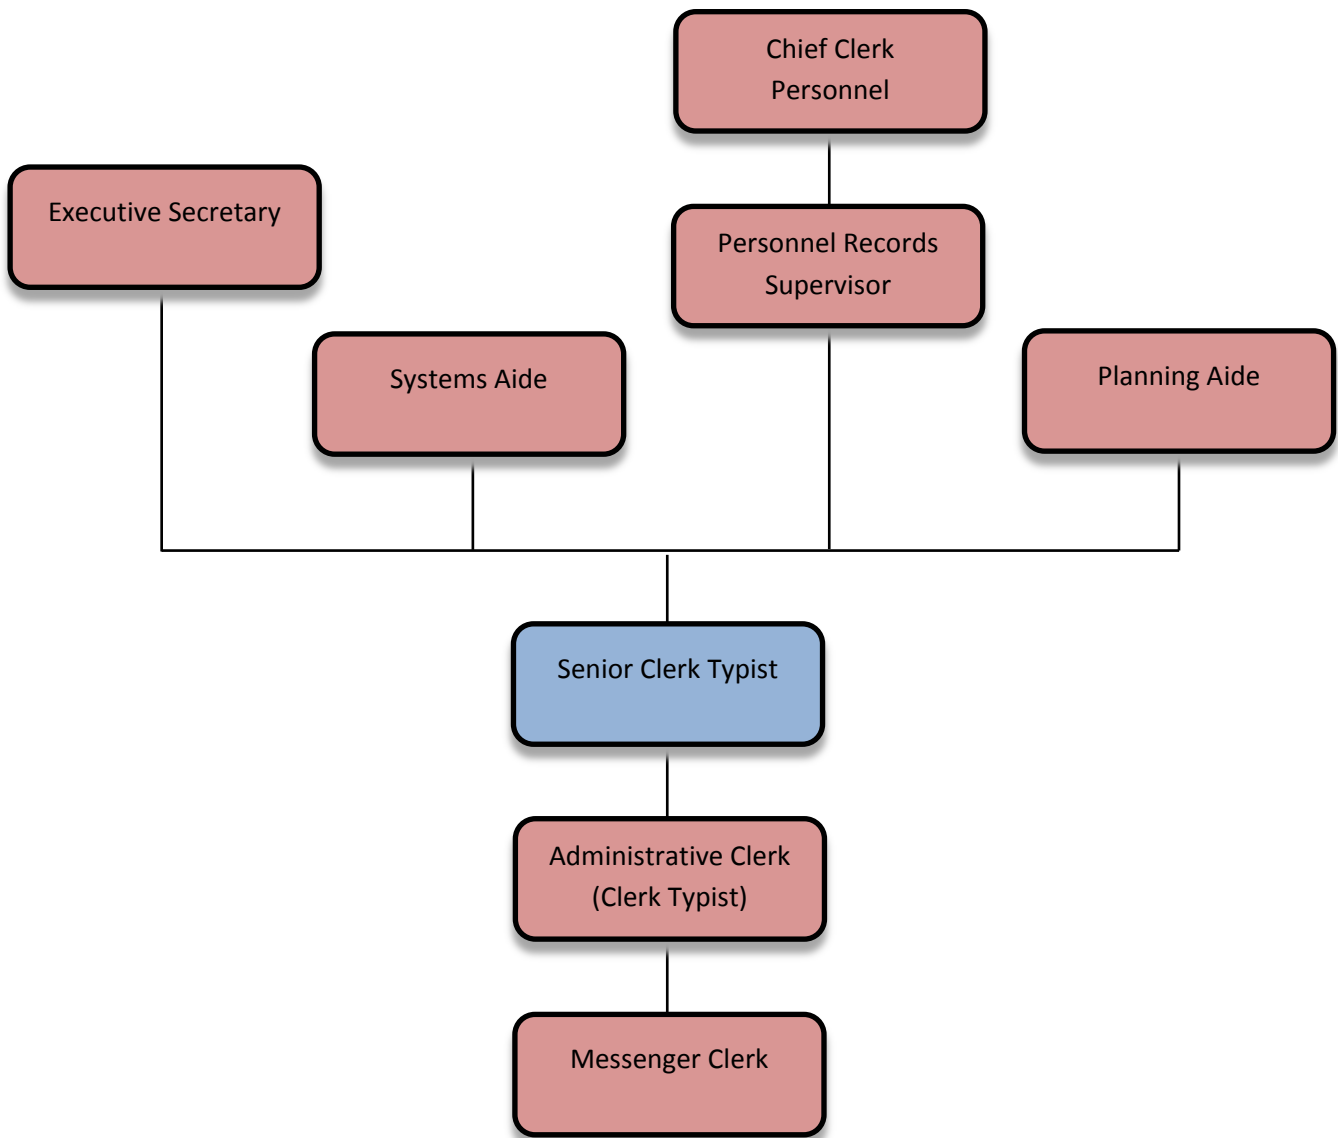 Chief Clerk
Personnel
Executive Secretary
Personnel Records
Supervisor
Systems Aide
Planning Aide
Senior Clerk Typist
Administrative Clerk
(Clerk Typist)
Messenger Clerk